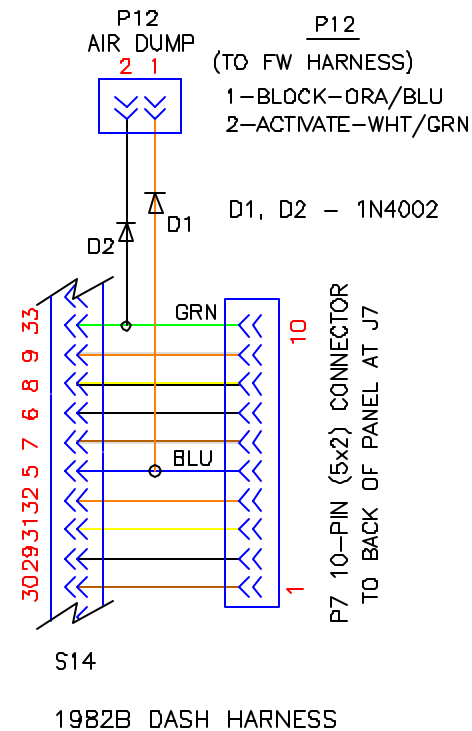 P12
AIR DUMP
2 1
P12
(TO FW HARNESS)
1-BLOCK-ORA/BLU
2-ACTIVATE-WHT/GRN
D1
D2
D1, D2 - 1N4002
GRN
BLU
33
9
8
6
7
5
32
31
29
30
10
1
P7 10-PIN (5x2) CONNECTOR
TO BACK OF PANEL AT J7
S14
1982B DASH HARNESS